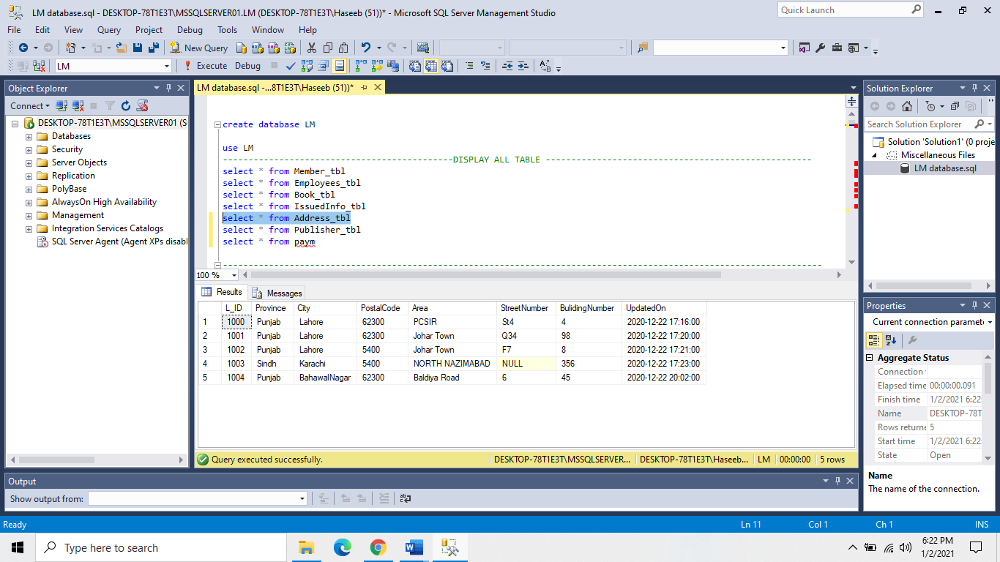 LM database.sql - DESKTOP-78T1E3T\MSSQLSERVER01.LM (DESKTOP-78T1E3T\Haseeb (51))* - Microsoft SQL Server Management Studio
Quick Launch
File Edit View Query Project Debug Tools Window Help
New Query
LM Execute Debug
Object Explorer
Connect
DESKTOP-78T1E3T\MSSQLSERVER01 (S
Databases
Security
Server Objects
Replication
PolyBase
AlwaysOn High Availability
Management
Integration Services Catalogs
SQL Server Agent (Agent XPs disabl
LM database.sql -...8T1E3T\Haseeb (51))*
create database LM
use LM
---------------------------------------------DISPLAY ALL TABLE ----------------------------------------------------
select * from Member_tbl
select * from Employees_tbl
select * from Book_tbl
select * from IssuedInfo_tbl
select * from Address_tbl
select * from Publisher_tbl
select * from paym
---------------------------------------------------------------------------------------------------------------------
100 %
Results Messages
L_ID Province City PostalCode Area StreetNumber BulidingNumber UpdatedOn
1 1000 Punjab Lahore 62300 PCSIR St4 4 2020-12-22 17:16:00
2 1001 Punjab Lahore 62300 Johar Town Q34 98 2020-12-22 17:20:00
3 1002 Punjab Lahore 5400 Johar Town F7 8 2020-12-22 17:21:00
4 1003 Sindh Karachi 5400 NORTH NAZIMABAD NULL 356 2020-12-22 17:23:00
5 1004 Punjab BahawalNagar 62300 Baldiya Road 6 45 2020-12-22 20:02:00
Query executed successfully. DESKTOP-78T1E3T\MSSQLSERVER... DESKTOP-78T1E3T\Haseeb... LM 00:00:00 5 rows
Solution Explorer
Search Solution Explorer
Solution 'Solution1' (0 proje
Miscellaneous Files
LM database.sql
Properties
Current connection paramete
Aggregate Status
Connection
Elapsed time 00:00:00.091
Finish time 1/2/2021 6:22
Name DESKTOP-78T
Rows returne 5
Start time 1/2/2021 6:22
State Open
Name
The name of the connection.
Output
Show output from:
Ready Ln 11 Col 1 Ch 1 INS
Type here to search
6:22 PM
1/2/2021